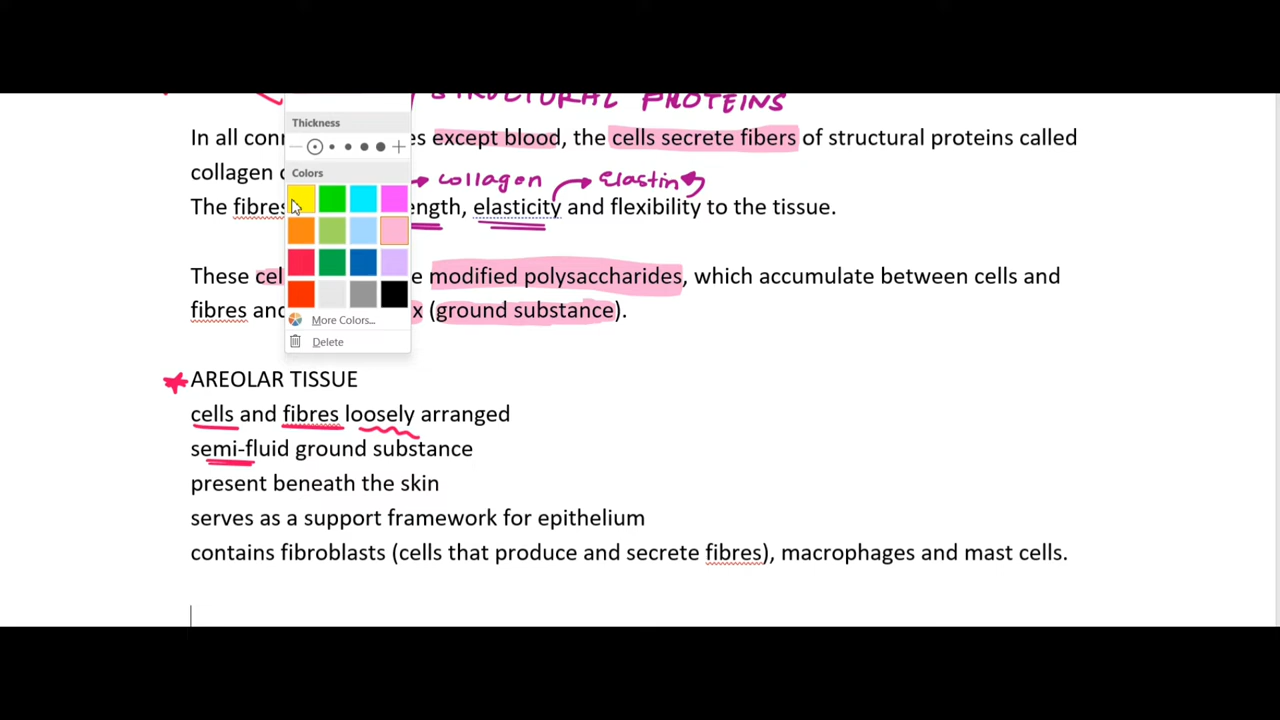 STRUCTURAL PROTEINS
Thickness
In all conn es except blood, the cells secrete fibers of structural proteins called
Colors
collagen
collagen
Elastin
The fibres ength, elasticity and flexibility to the tissue.
These ce e modified polysaccharides, which accumulate between cells and
fibres and x (ground substance).
More Colors...
Delete
AREOLAR TISSUE
cells and fibres loosely arranged
semi-fluid ground substance
present beneath the skin
serves as a support framework for epithelium
contains fibroblasts (cells that produce and secrete fibres), macrophages and mast cells.